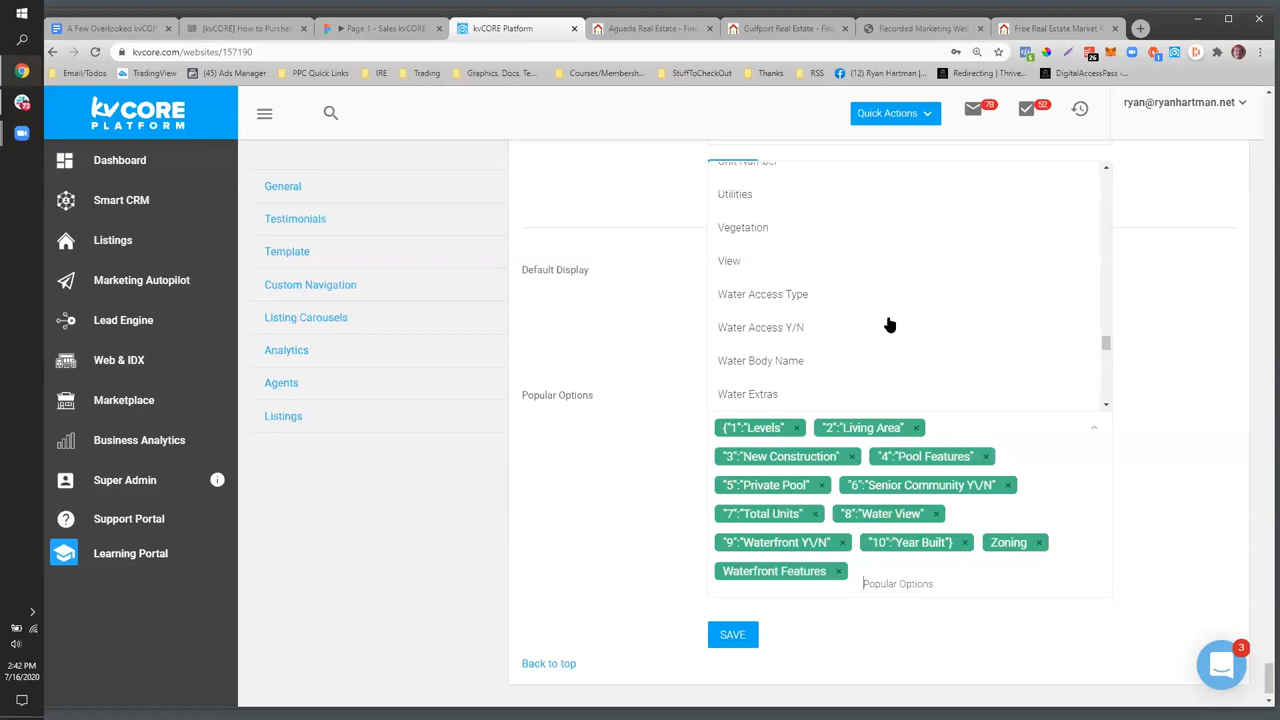 A Few Overlooked kvCQP
[kvCORE] How to Purchas
▶ Page 1 - Sales kvCORE
kvCORE Platform
Aguada Real Estate - Fin
Gulfport Real Estate - Fin
Recorded Marketing Web
Free Real Estate Market R
kvcore.com/websites/157190
Email/Todos
TradingView
(45) Ads Manager
PPC Quick Links
IRE
Trading
Graphics, Docs, Te...
Courses/Membersh...
StuffToCheckOut
Thanks
RSS
(12) Ryan Hartman |...
Redirecting | Thrive...
DigitalAccessPass -...
kvCORE
PLATFORM
Quick Actions
78
52
ryan@ryanhartman.net
Dashboard
Smart CRM
Listings
Marketing Autopilot
Lead Engine
Web & IDX
Marketplace
Business Analytics
Super Admin
Support Portal
Learning Portal
General
Testimonials
Template
Custom Navigation
Listing Carousels
Analytics
Agents
Listings
Default Display
Popular Options
Unit Number
Utilities
Vegetation
View
Water Access Type
Water Access Y/N
Water Body Name
Water Extras
{"1":"Levels" × "2":"Living Area" ×
"3":"New Construction" × "4":"Pool Features" ×
"5":"Private Pool" × "6":"Senior Community Y\/N" ×
"7":"Total Units" × "8":"Water View" ×
"9":"Waterfront Y\/N" × "10":"Year Built"} × Zoning ×
Waterfront Features × Popular Options
SAVE
Back to top
3
2:42 PM
7/16/2020